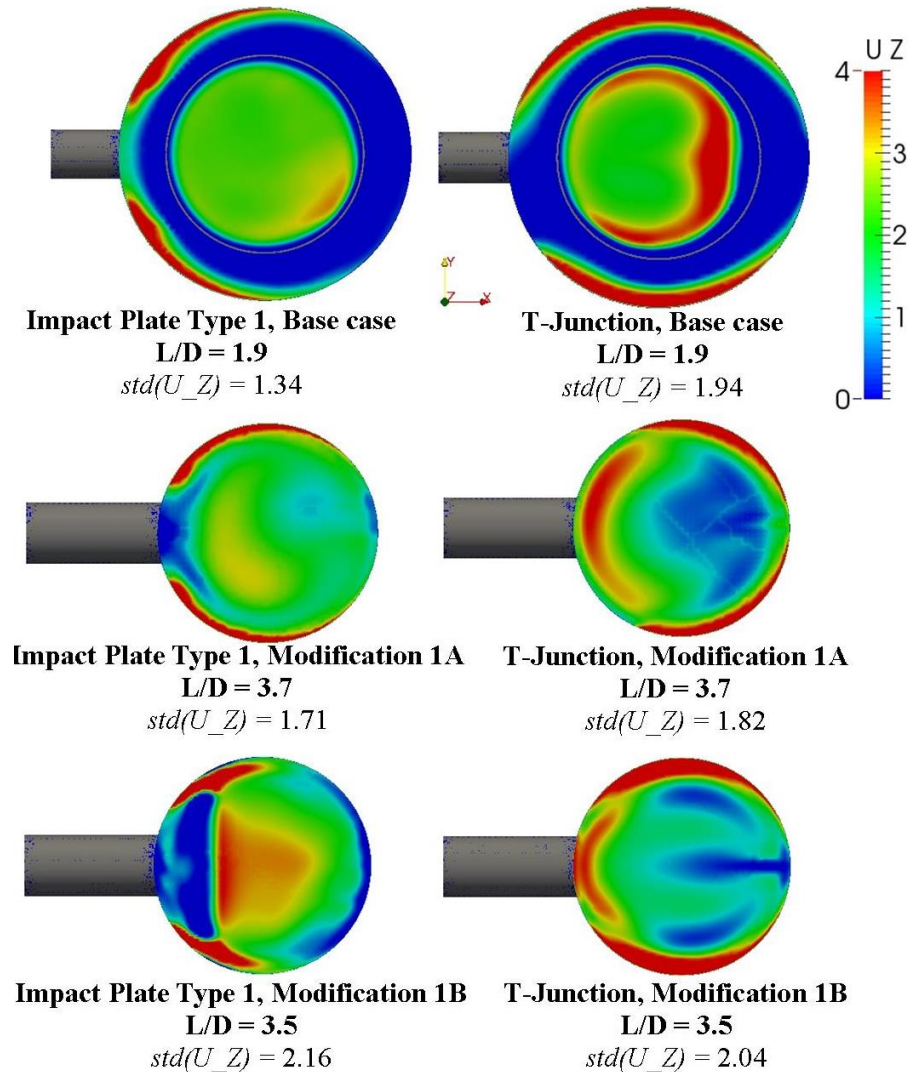 U Z
4
3
2
1
0
Y
Z
X
Impact Plate Type 1, Base case
L/D = 1.9
std(U_Z) = 1.34
T-Junction, Base case
L/D = 1.9
std(U_Z) = 1.94
Impact Plate Type 1, Modification 1A
L/D = 3.7
std(U_Z) = 1.71
T-Junction, Modification 1A
L/D = 3.7
std(U_Z) = 1.82
Impact Plate Type 1, Modification 1B
L/D = 3.5
std(U_Z) = 2.16
T-Junction, Modification 1B
L/D = 3.5
std(U_Z) = 2.04